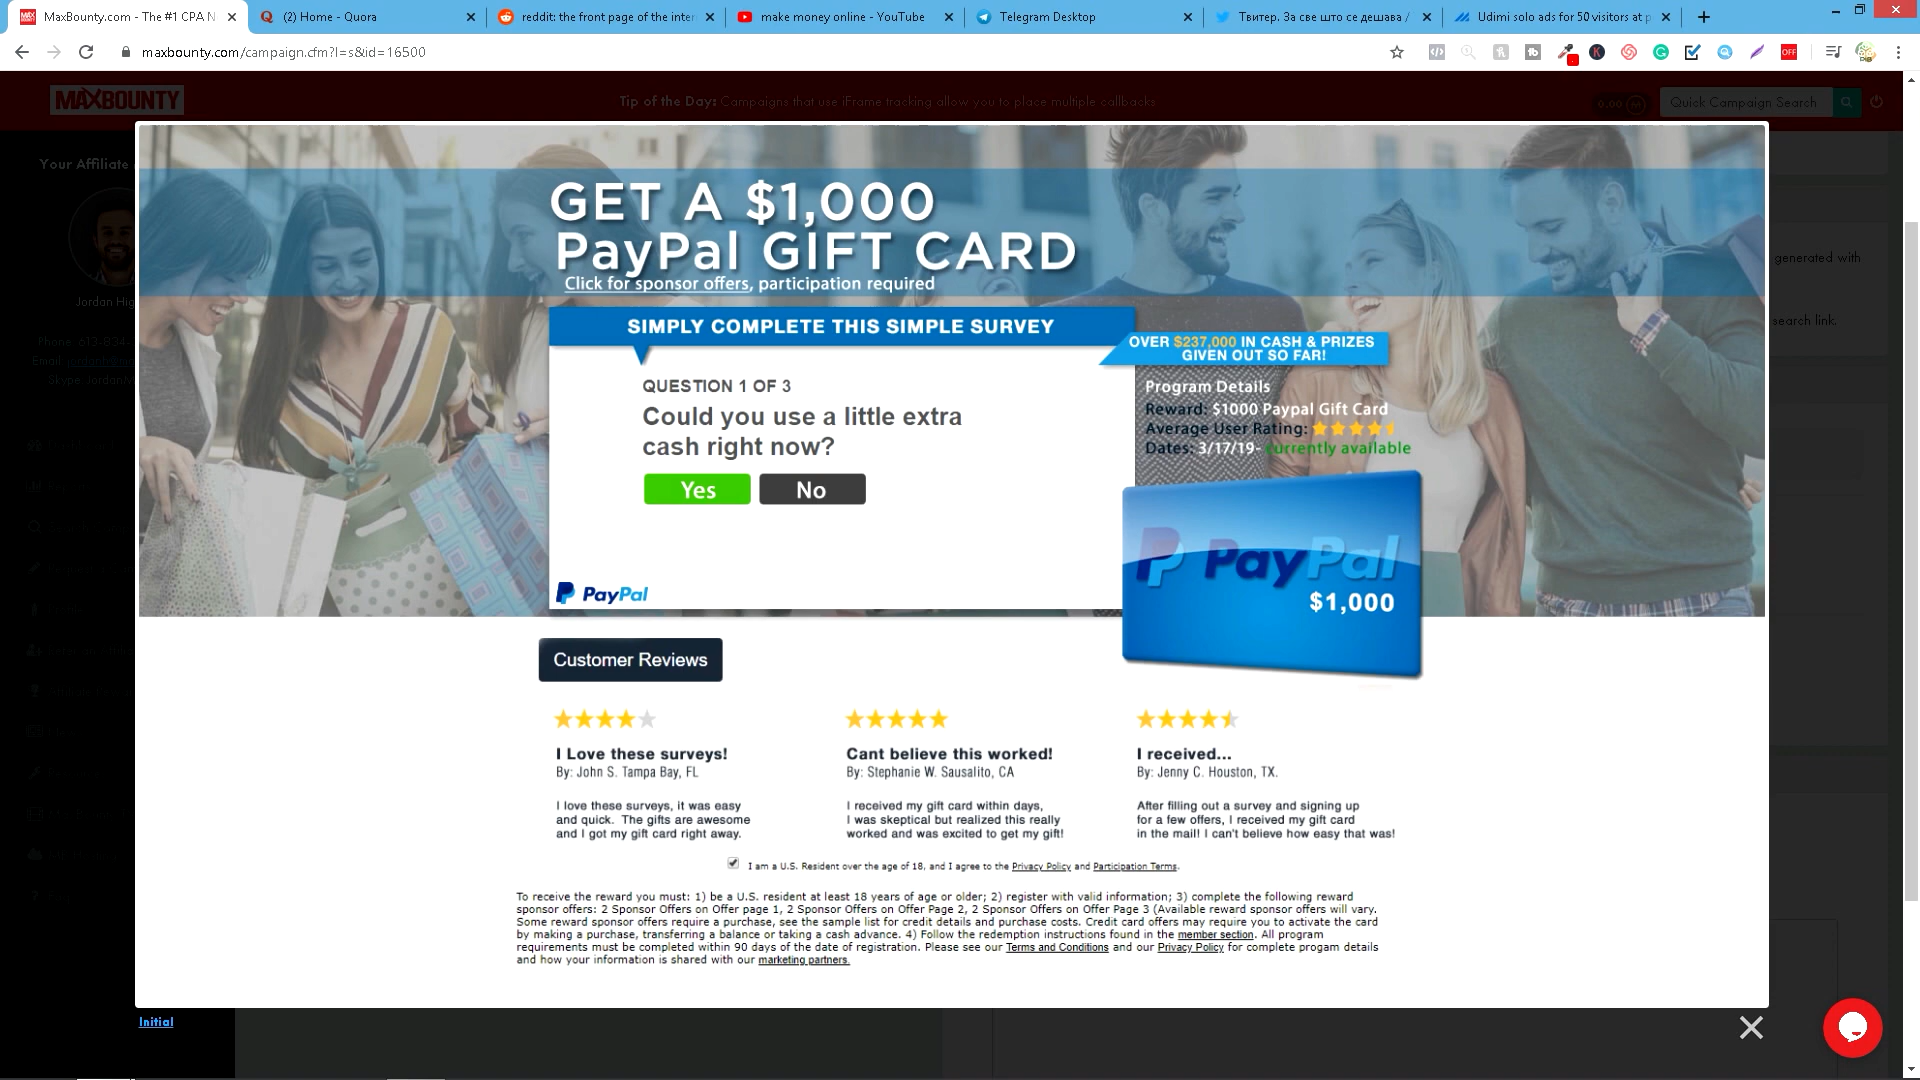 MaxBounty.com - The #1 CPA N
(2) Home - Quora
reddit: the front page of the inter
make money online - YouTube
Telegram Desktop
Твитер. За све што се дешава /
Udimi solo ads for 50 visitors at p
maxbounty.com/campaign.cfm?l=s&id=16500
OFF
MAXBOUNTY
Tip of the Day: Campaigns that use iFrame tracking allow you to place multiple callbacks
0.00
Quick Campaign Search
Your Affiliate
Jordan Hig
Phone: 613-834-
Email:
generated with
search link.
GET A $1,000
PayPal GIFT CARD
Click for sponsor offers, participation required
SIMPLY COMPLETE THIS SIMPLE SURVEY
OVER $237,000 IN CASH & PRIZES
GIVEN OUT SO FAR!
QUESTION 1 OF 3
Could you use a little extra
cash right now?
Yes No
PayPal
Program Details
Reward: $1000 Paypal Gift Card
Average User Rating:
Dates: 3/17/19- currently available
PayPal
$1,000
Customer Reviews
I Love these surveys!
By: John S. Tampa Bay, FL
I love these surveys, it was easy
and quick. The gifts are awesome
and I got my gift card right away.
Cant believe this worked!
By: Stephanie W. Sausalito, CA
I received my gift card within days,
I was skeptical but realized this really
worked and was excited to get my gift!
I received...
By: Jenny C. Houston, TX.
After filling out a survey and signing up
for a few offers, I received my gift card
in the mail! I can't believe how easy that was!
I am a U.S. Resident over the age of 18, and I agree to the Privacy Policy and Participation Terms.
To receive the reward you must: 1) be a U.S. resident at least 18 years of age or older; 2) register with valid information; 3) complete the following reward
sponsor offers: 2 Sponsor Offers on Offer page 1, 2 Sponsor Offers on Offer Page 2, 2 Sponsor Offers on Offer Page 3 (Available reward sponsor offers will vary.
Some reward sponsor offers require a purchase, see the sample list for credit details and purchase costs. Credit card offers may require you to activate the card
by making a purchase, transferring a balance or taking a cash advance. 4) Follow the redemption instructions found in the member section. All program
requirements must be completed within 90 days of the date of registration. Please see our Terms and Conditions and our Privacy Policy for complete progam details
and how your information is shared with our marketing partners.
Initial